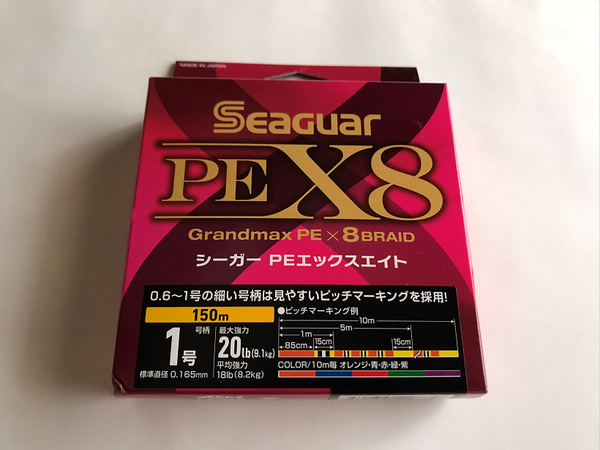 MADE IN JAPAN
SEAGUAR
PE X8
Grandmax PE×8BRAID
シーガー PEエックスエイト
0.6〜1号の細い号柄は見やすいピッチマーキングを採用!
150m
●ピッチマーキング例
10m
5m
1m
85cm 15cm 15cm
号柄
1号
標準直径 0.165mm
最大強力
20lb(9.1kg)
平均強力
18lb(8.2kg)
COLOR/10m毎 オレンジ・青・赤・緑・紫